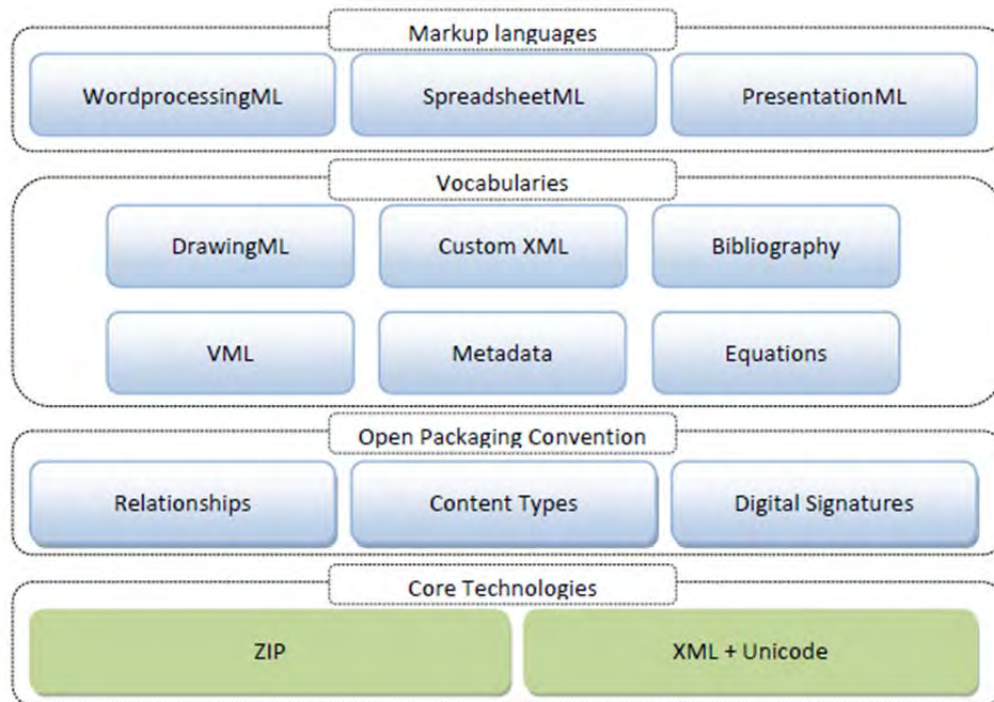 Markup languages
WordprocessingML
SpreadsheetML
PresentationML
Vocabularies
DrawingML
Custom XML
Bibliography
VML
Metadata
Equations
Open Packaging Convention
Relationships
Content Types
Digital Signatures
Core Technologies
ZIP
XML + Unicode